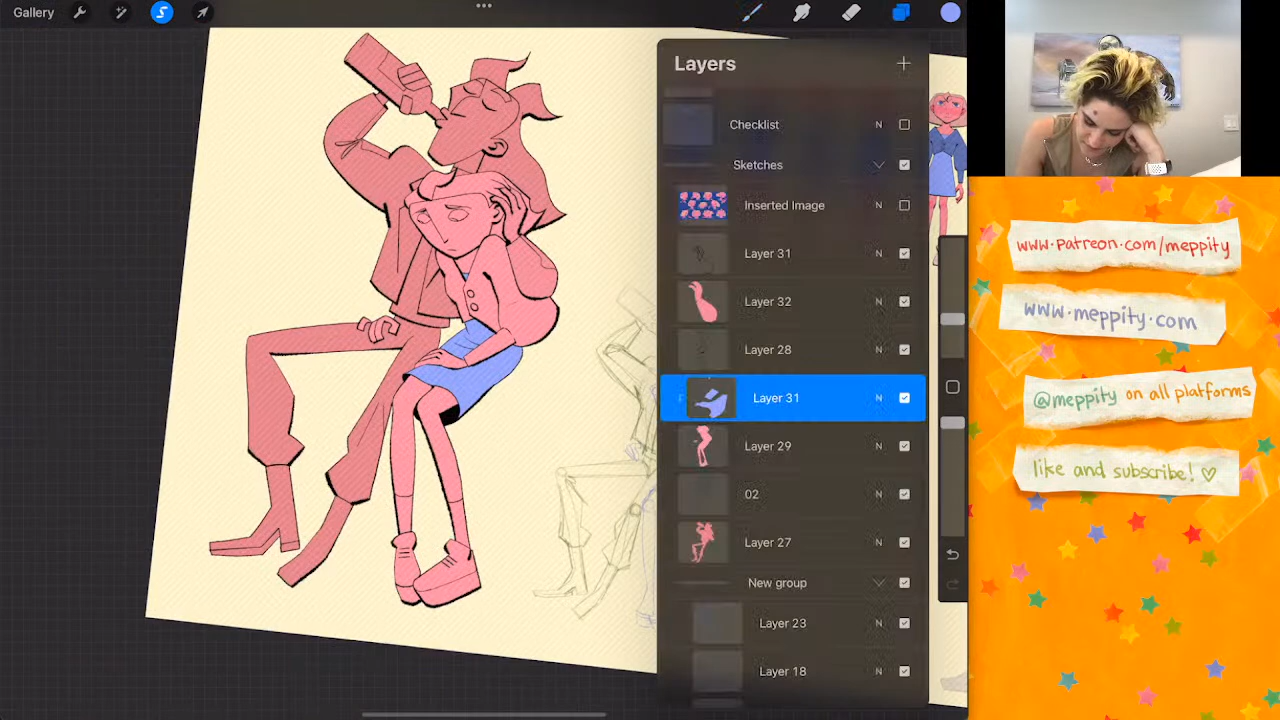 Gallery
Layers
Checklist N
Sketches
Inserted Image N
Layer 31 N
Layer 32 N
Layer 28 N
Layer 31 N
Layer 29 N
02 N
Layer 27 N
New group
Layer 23 N
Layer 18 N
www.patreon.com/meppity
www.meppity.com
@meppity on all platforms
like and subscribe! ♡